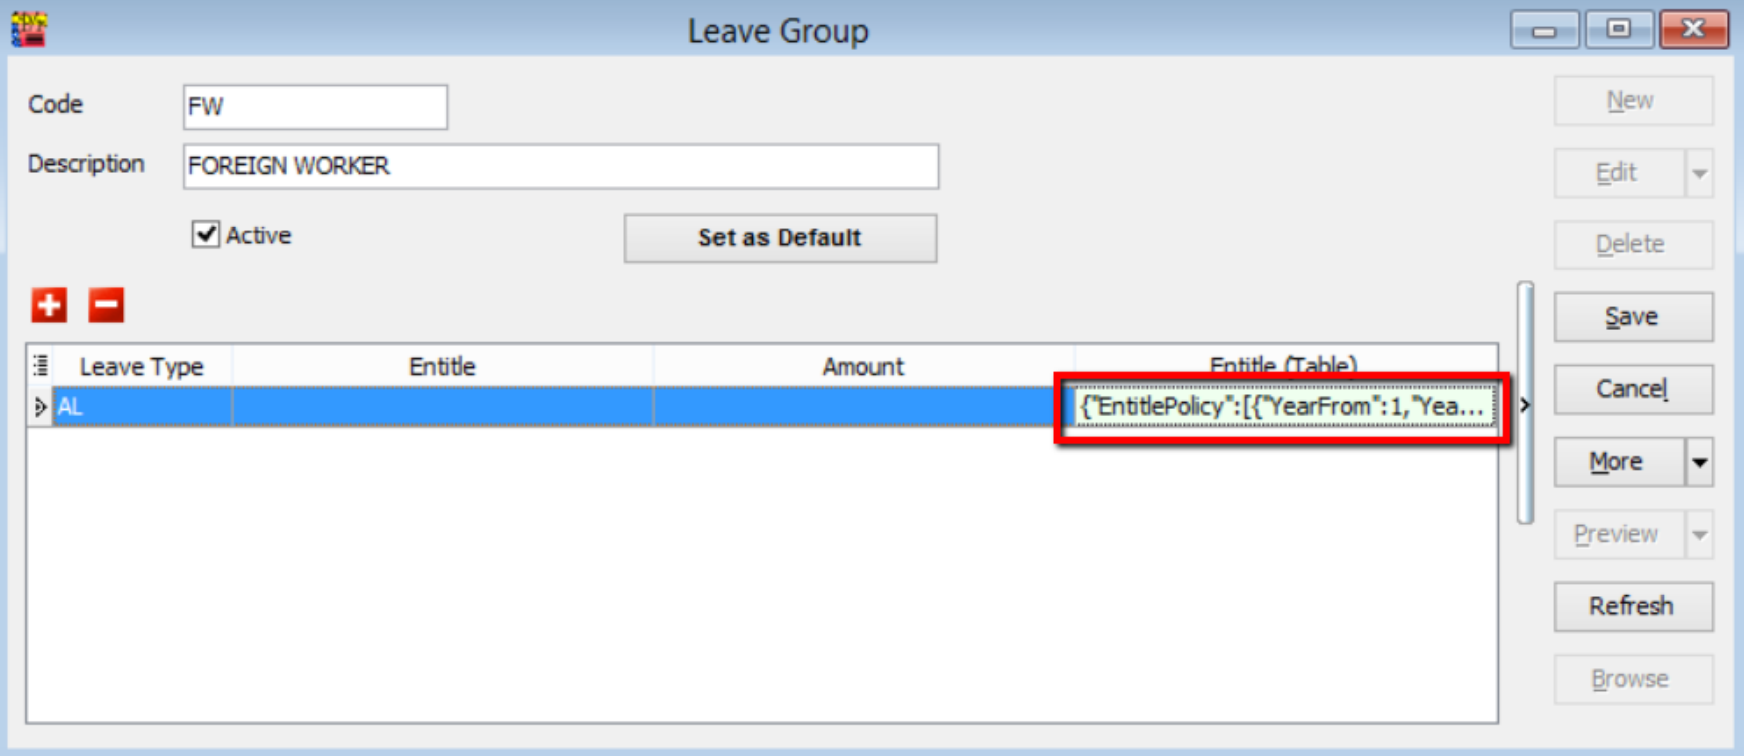 Leave Group
Code
FW
New
Description
FOREIGN WORKER
Edit
Active
Set as Default
Delete
Save
Leave Type Entitle Amount Entitle (Table)
AL {"EntitlePolicy":[{"YearFrom":1,"Yea...
Cancel
More
Preview
Refresh
Browse